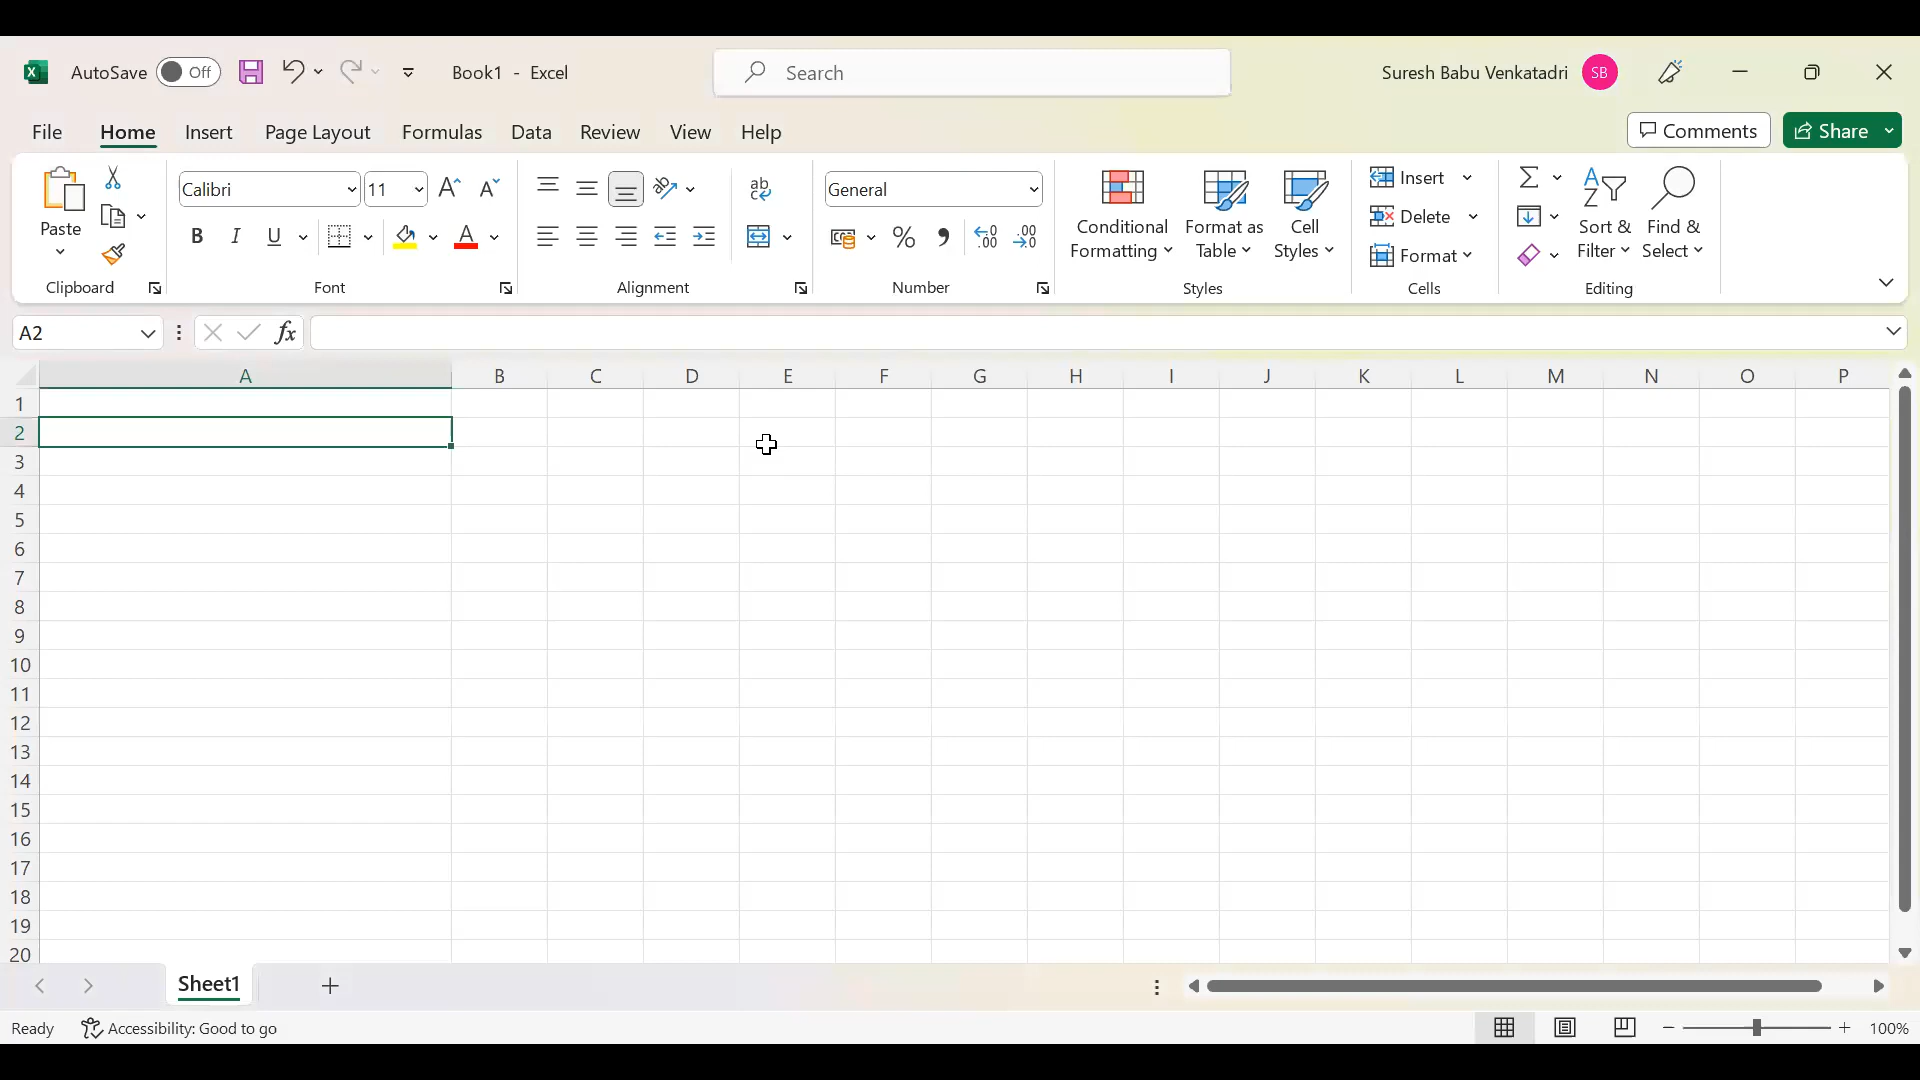 AutoSave Off Book1 - Excel Search Suresh Babu Venkatadri SB
File Home Insert Page Layout Formulas Data Review View Help Comments Share
Calibri 11 General
Paste
Conditional Formatting
Format as Table
Cell Styles
Insert
Delete
Format
Sort & Filter
Find & Select
Clipboard Font Alignment Number Styles Cells Editing
A2 fx
A B C D E F G H I J K L M N O P
1
2
3
4
5
6
7
8
9
10
11
12
13
14
15
16
17
18
19
20
Sheet1
Ready Accessibility: Good to go 100%